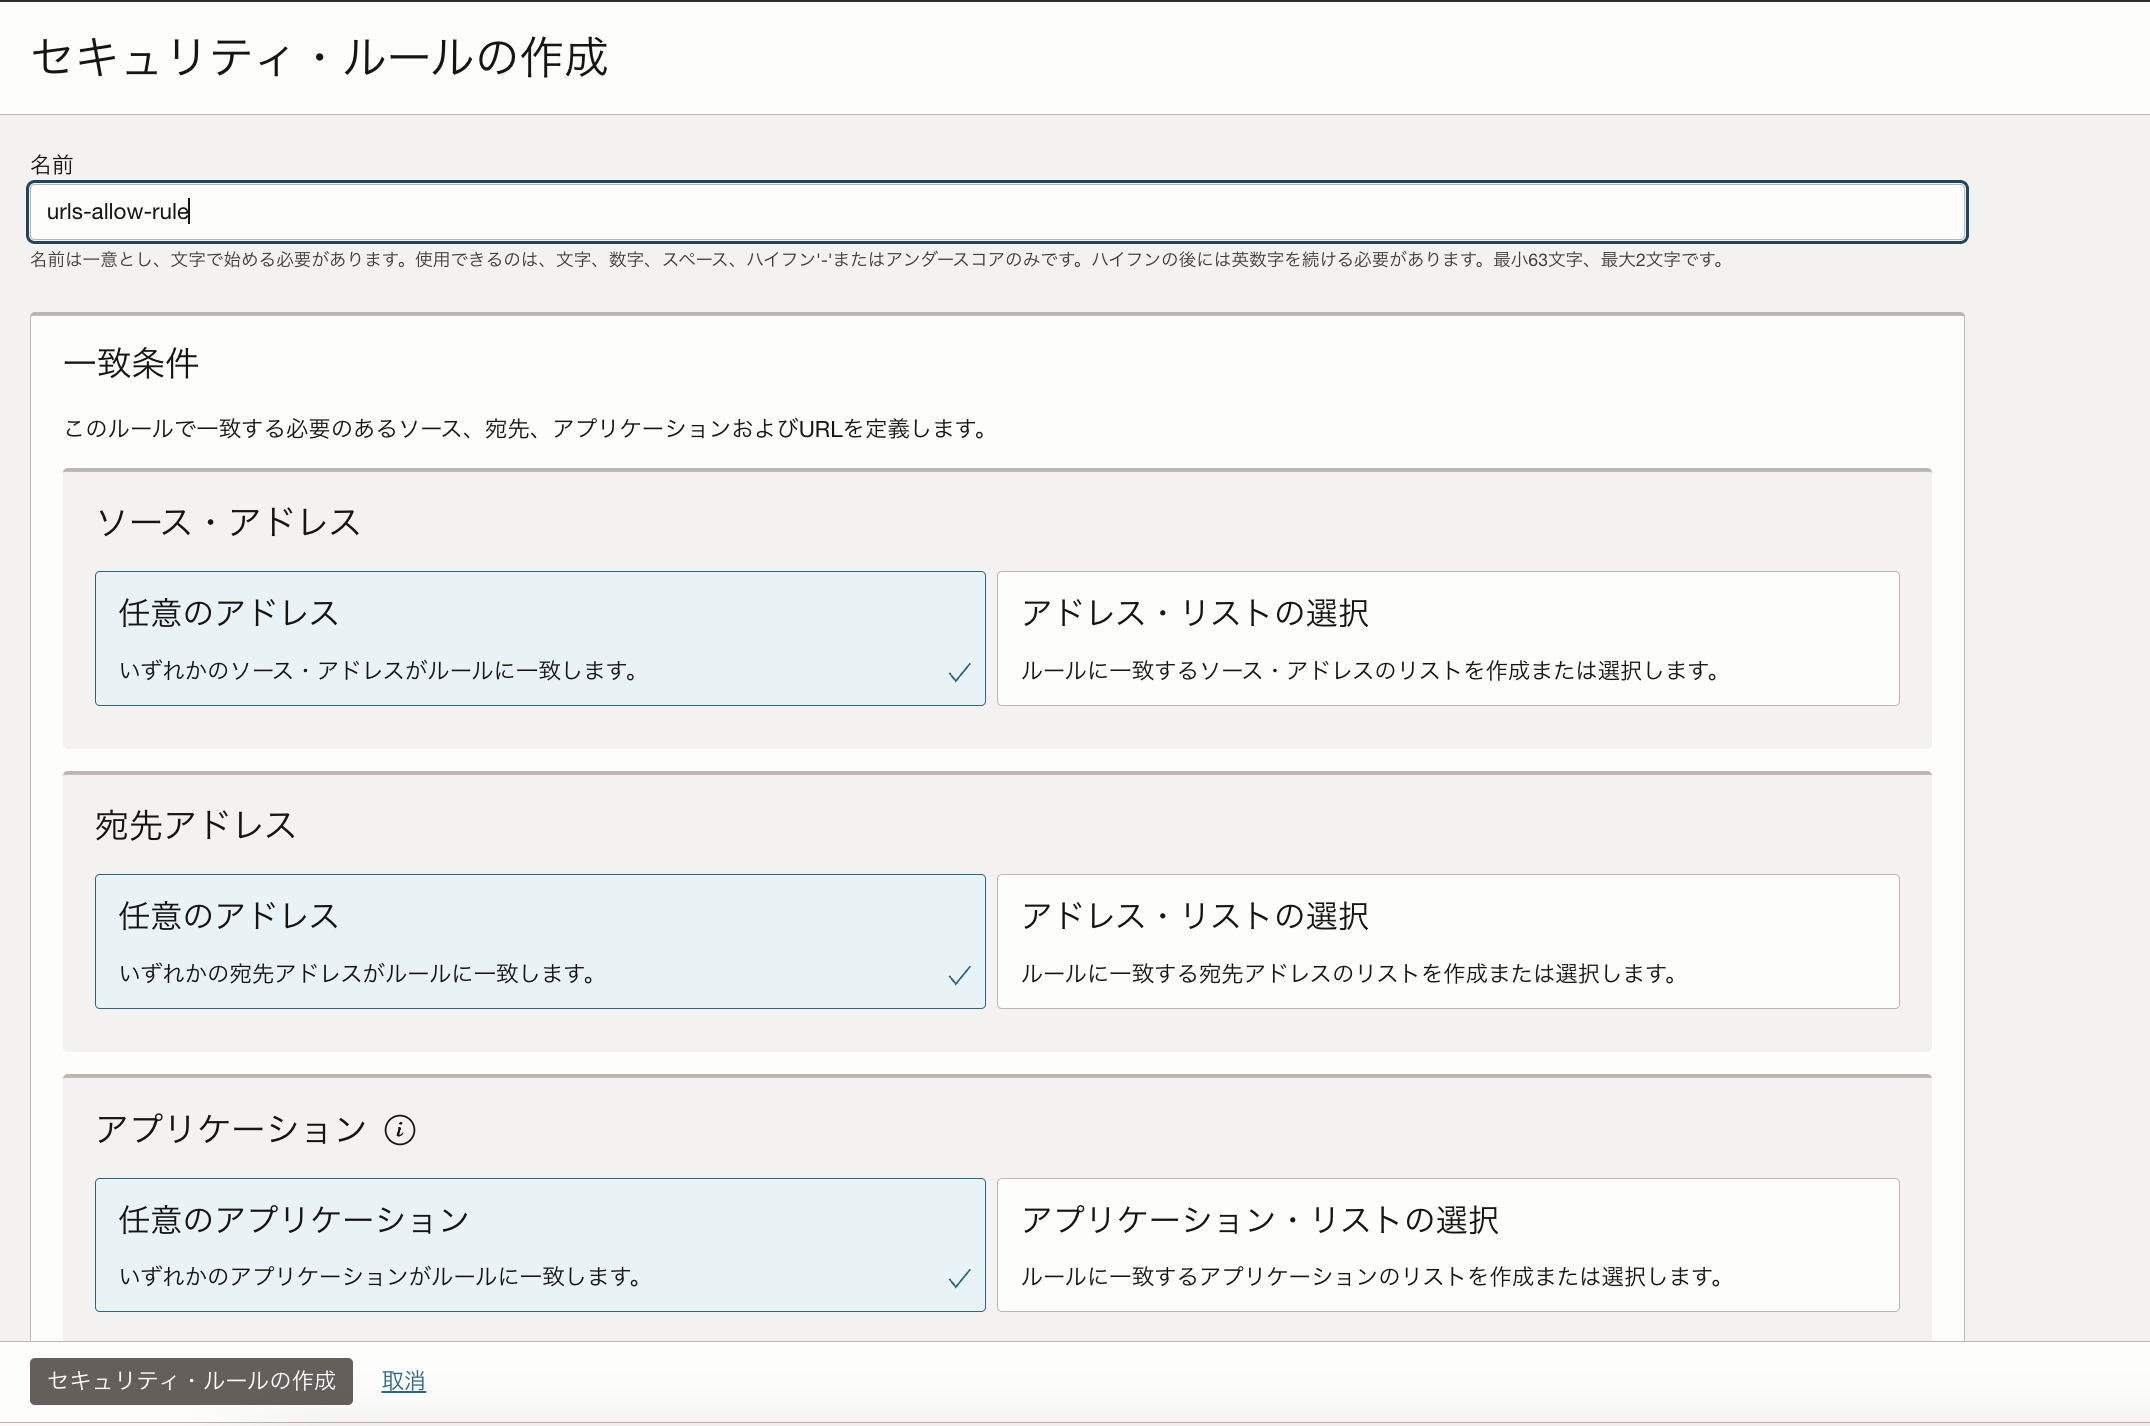 セキュリティ・ルールの作成
名前
urls-allow-rule
名前は一意とし、文字で始める必要があります。使用できるのは、文字、数字、スペース、ハイフン'-'またはアンダースコアのみです。ハイフンの後には英数字を続ける必要があります。最小63文字、最大2文字です。
一致条件
このルールで一致する必要のあるソース、宛先、アプリケーションおよびURLを定義します。
ソース・アドレス
任意のアドレス
いずれかのソース・アドレスがルールに一致します。
アドレス・リストの選択
ルールに一致するソース・アドレスのリストを作成または選択します。
宛先アドレス
任意のアドレス
いずれかの宛先アドレスがルールに一致します。
アドレス・リストの選択
ルールに一致する宛先アドレスのリストを作成または選択します。
アプリケーション
任意のアプリケーション
いずれかのアプリケーションがルールに一致します。
アプリケーション・リストの選択
ルールに一致するアプリケーションのリストを作成または選択します。
セキュリティ・ルールの作成
取消